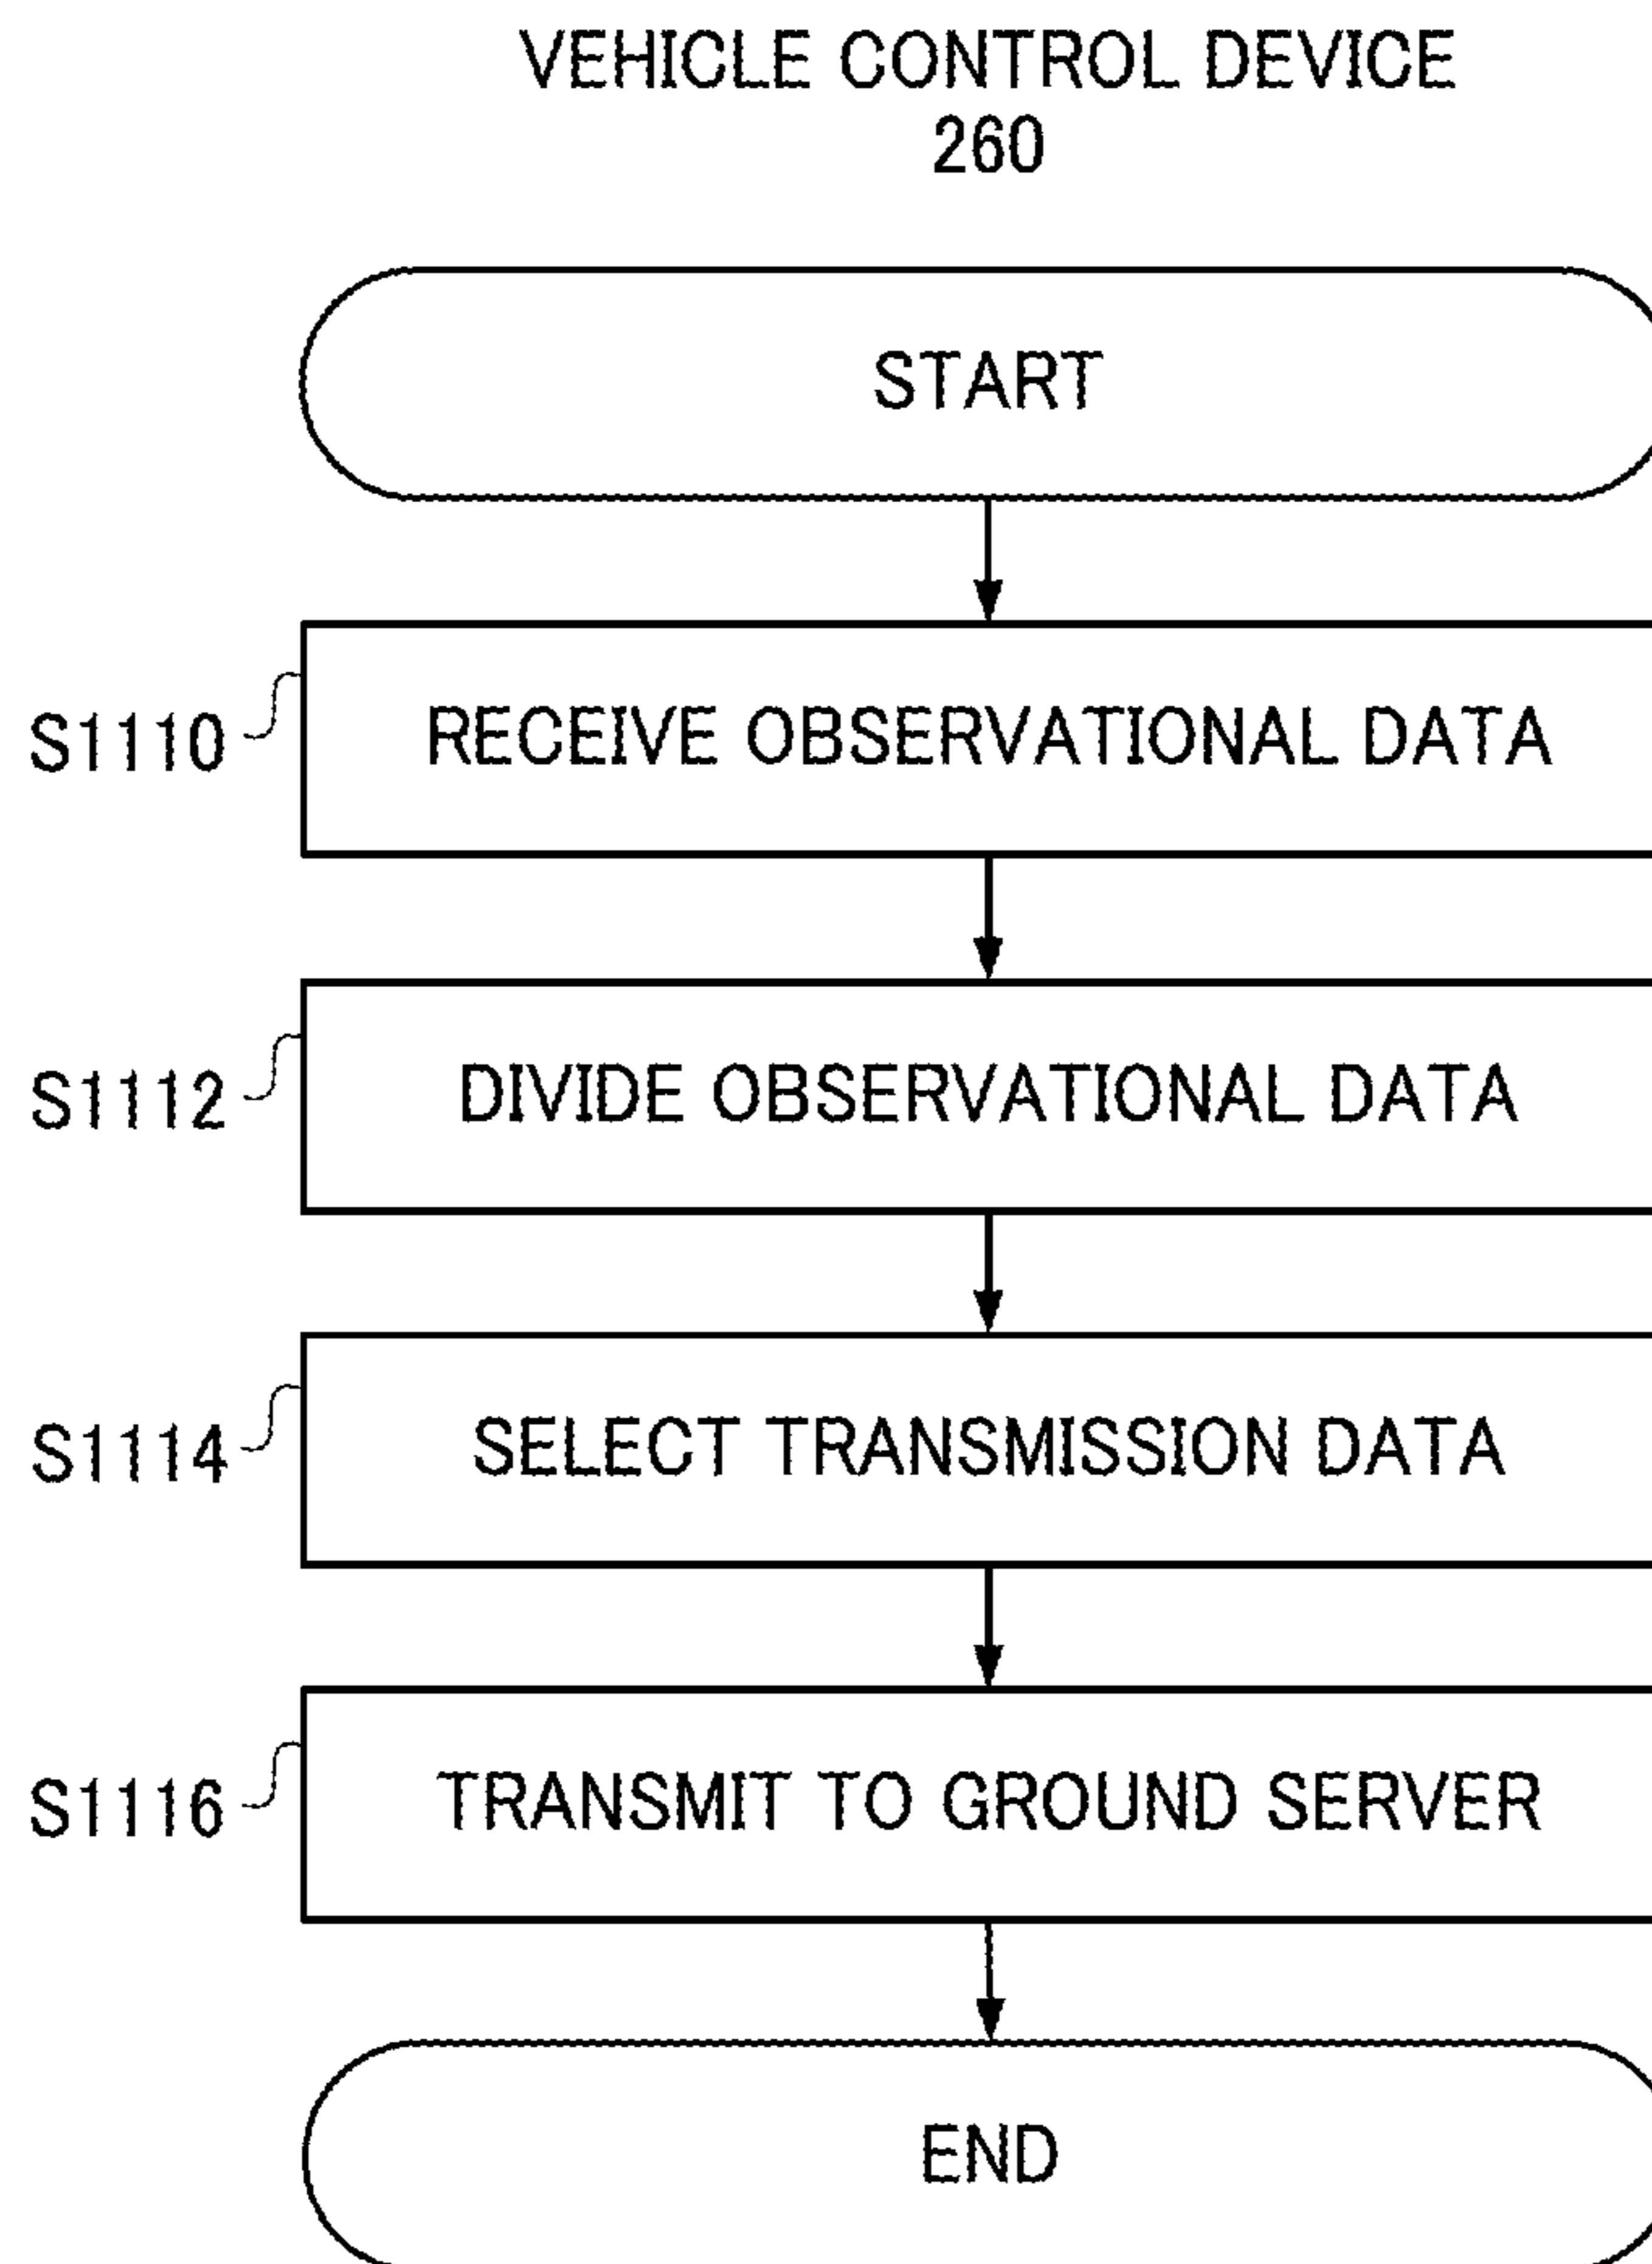 VEHICLE CONTROL DEVICE
260
START
S1110
RECEIVE OBSERVATIONAL DATA
S1112
DIVIDE OBSERVATIONAL DATA
S1114
SELECT TRANSMISSION DATA
S1116
TRANSMIT TO GROUND SERVER
END